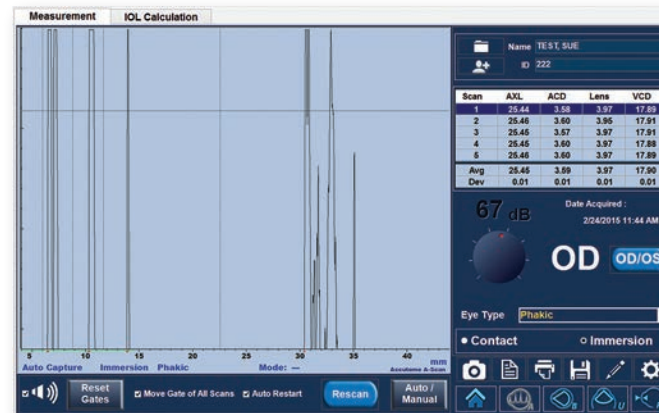 Measurement IOL Calculation
Name TEST, SUE
ID 222
Scan AXL ACD Lens VCD
1 25.44 3.58 3.97 17.89
2 25.46 3.60 3.95 17.91
3 25.45 3.57 3.97 17.91
4 25.45 3.60 3.97 17.88
5 25.46 3.60 3.97 17.89
Avg 25.45 3.59 3.97 17.90
Dev 0.01 0.01 0.01 0.01
67 dB
Date Acquired :
2/24/2015 11:44 AM
OD OD/OS
Eye Type Phakic
Contact Immersion
5 10 15 20 25 30 35 40 mm
Auto Capture Immersion Phakic Mode: --- Accutome A-Scan
Reset Gates
Move Gate of All Scans
Auto Restart
Rescan
Auto / Manual